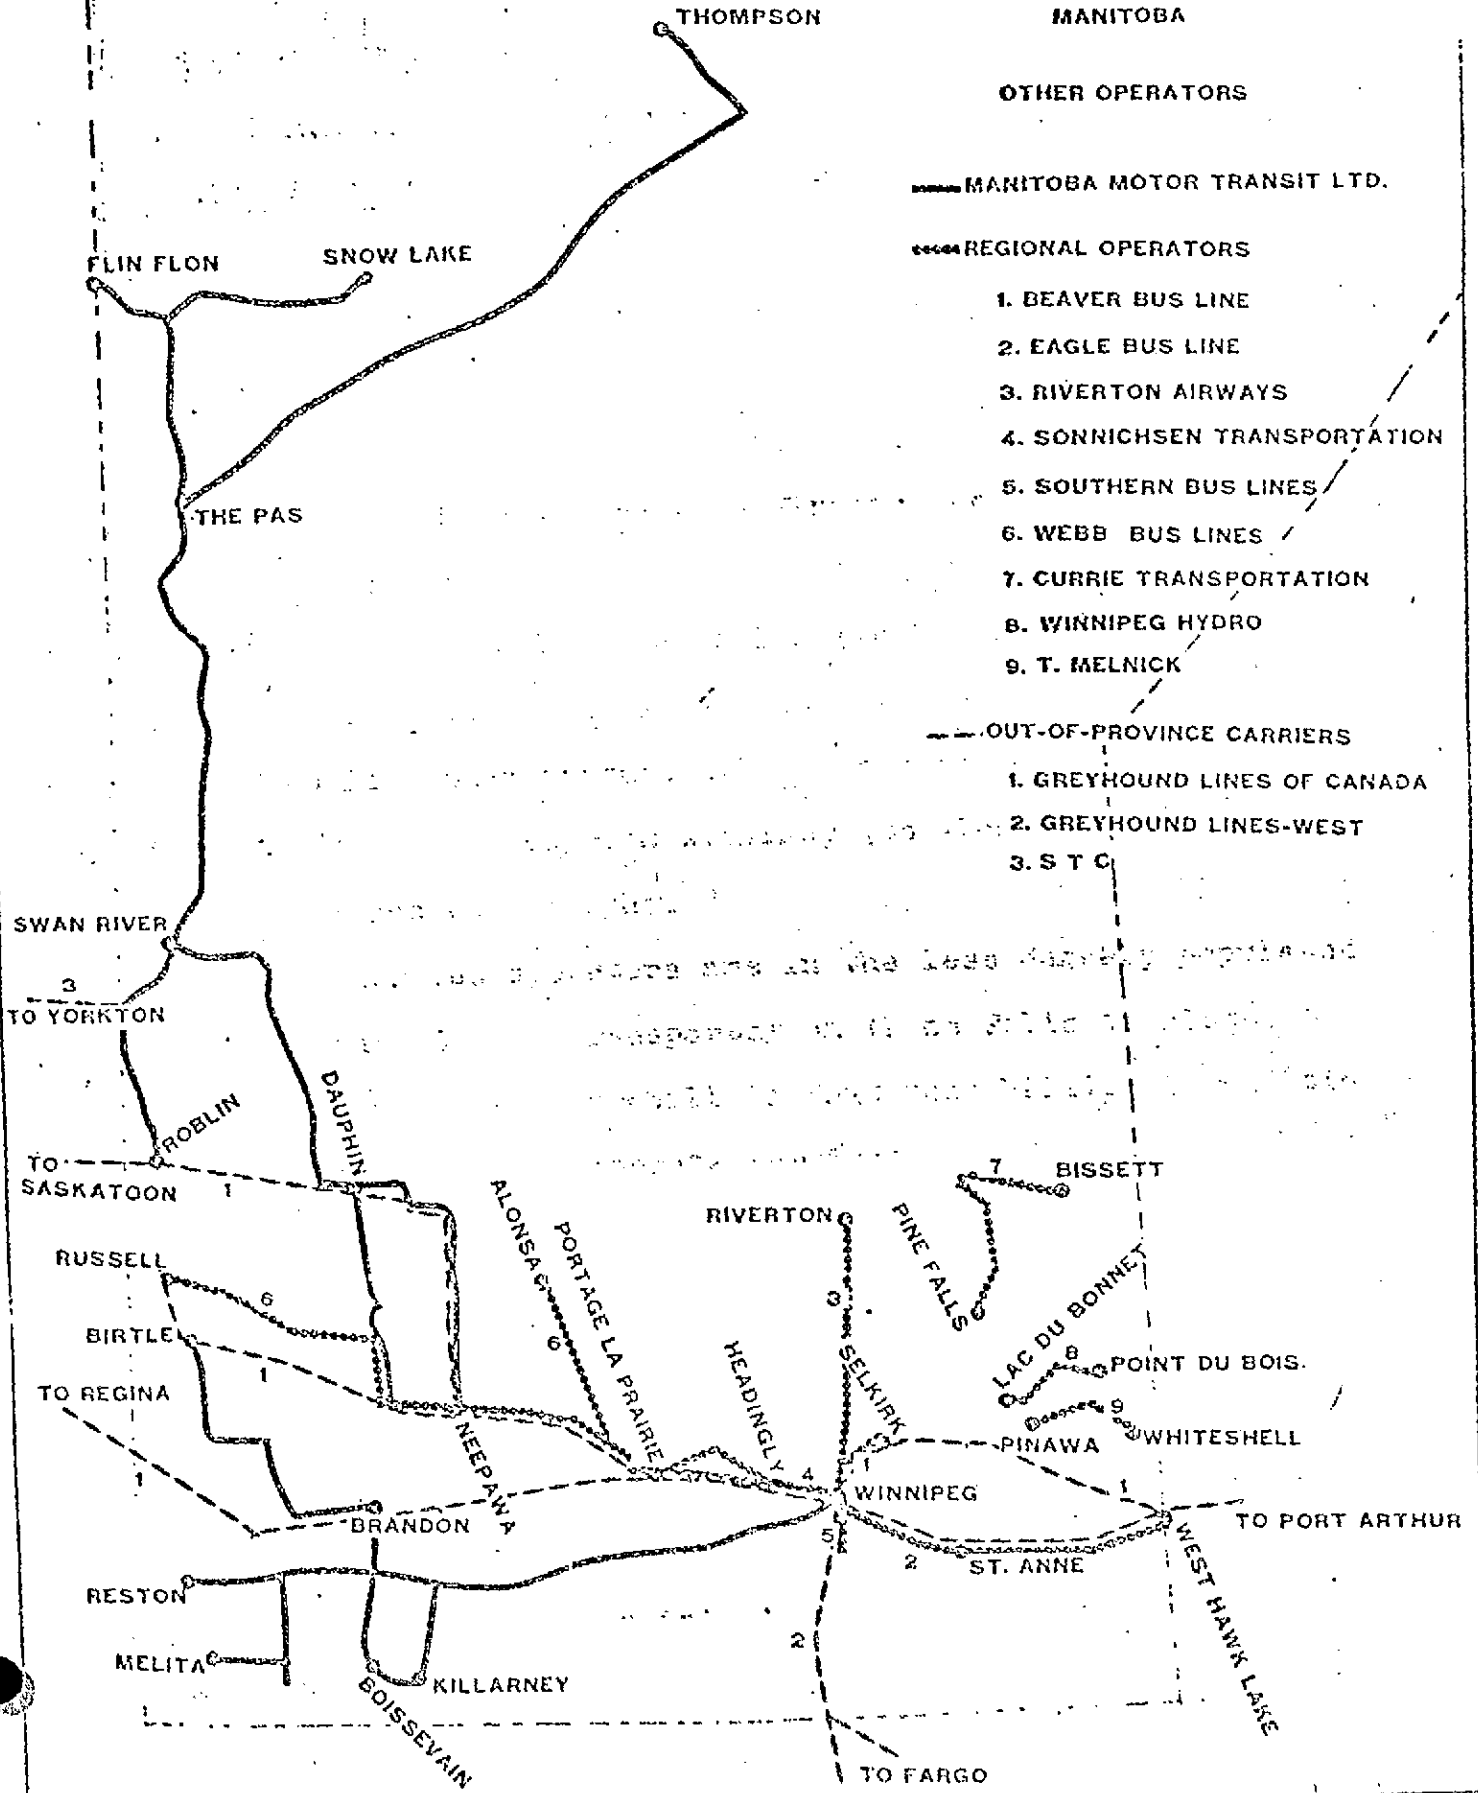 THOMPSON
MANITOBA
OTHER OPERATORS
MANITOBA MOTOR TRANSIT LTD.
REGIONAL OPERATORS
1. BEAVER BUS LINE
2. EAGLE BUS LINE
3. RIVERTON AIRWAYS
4. SONNICHSEN TRANSPORTATION
5. SOUTHERN BUS LINES
6. WEBB BUS LINES
7. CURRIE TRANSPORTATION
8. WINNIPEG HYDRO
9. T. MELNICK
OUT-OF-PROVINCE CARRIERS
1. GREYHOUND LINES OF CANADA
2. GREYHOUND LINES-WEST
3. S T C
FLIN FLON
SNOW LAKE
THE PAS
SWAN RIVER
3
TO YORKTON
ROBLIN
DAUPHIN
TO
SASKATOON
1
ALONSA
PORTAGE LA PRAIRIE
RIVERTON
PINE FALLS
7
BISSETT
RUSSELL
6
BIRTLE
1
6
3
SELKIRK
HEADINGLY
LAC DU BONNET
8
POINT DU BOIS.
TO REGINA
1
NEEPAWA
9
PINAWA
WHITESHELL
4
1
WINNIPEG
1
BRANDON
5
2
ST. ANNE
TO PORT ARTHUR
WEST HAWK LAKE
RESTON
MELITA
BOISSEVAIN
KILLARNEY
2
TO FARGO